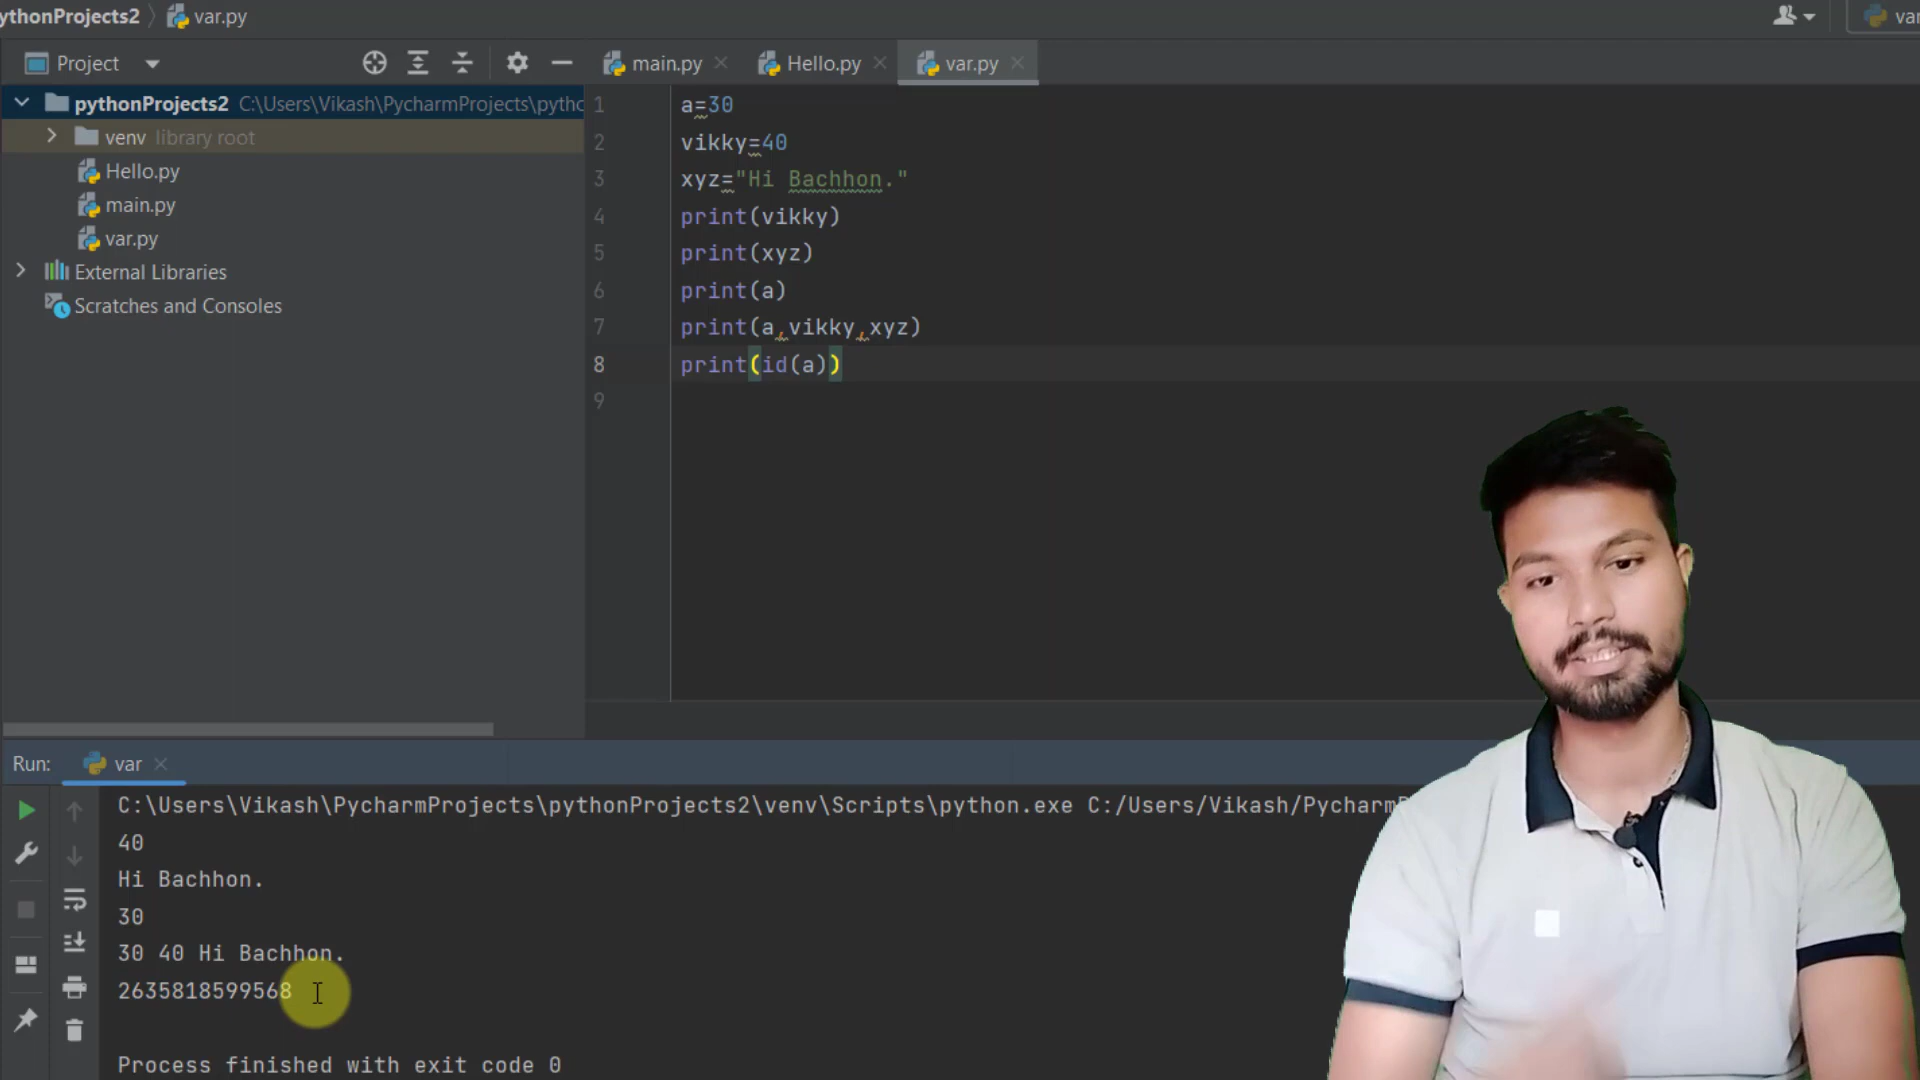 ythonProjects2 var.py
Project
main.py Hello.py var.py
pythonProjects2 C:\Users\Vikash\PycharmProjects\pytho
venv library root
Hello.py
main.py
var.py
External Libraries
Scratches and Consoles
1 a=30
2 vikky=40
3 xyz="Hi Bachhon."
4 print(vikky)
5 print(xyz)
6 print(a)
7 print(a,vikky,xyz)
8 print(id(a))
9
Run: var
C:\Users\Vikash\PycharmProjects\pythonProjects2\venv\Scripts\python.exe C:/Users/Vikash/Pycharm
40
Hi Bachhon.
30
30 40 Hi Bachhon.
2635818599568
Process finished with exit code 0